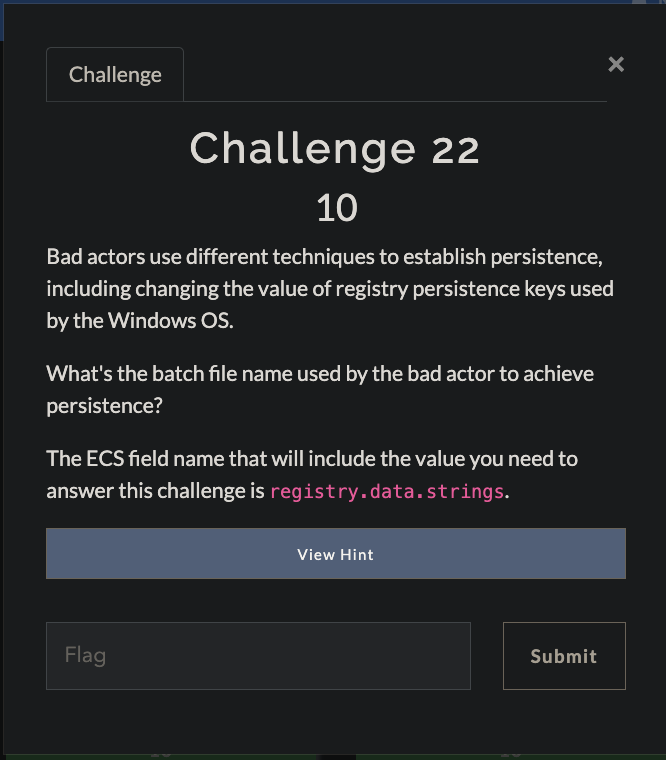 Challenge
×
Challenge 22
10
Bad actors use different techniques to establish persistence,
including changing the value of registry persistence keys used
by the Windows OS.
What's the batch file name used by the bad actor to achieve
persistence?
The ECS field name that will include the value you need to
answer this challenge is registry.data.strings.
View Hint
Flag
Submit